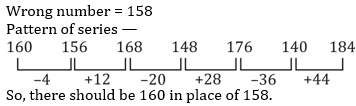 Wrong number = 158
Pattern of series —
160 156 168 148 176 140 184
−4 +12 −20 +28 −36 +44
So, there should be 160 in place of 158.